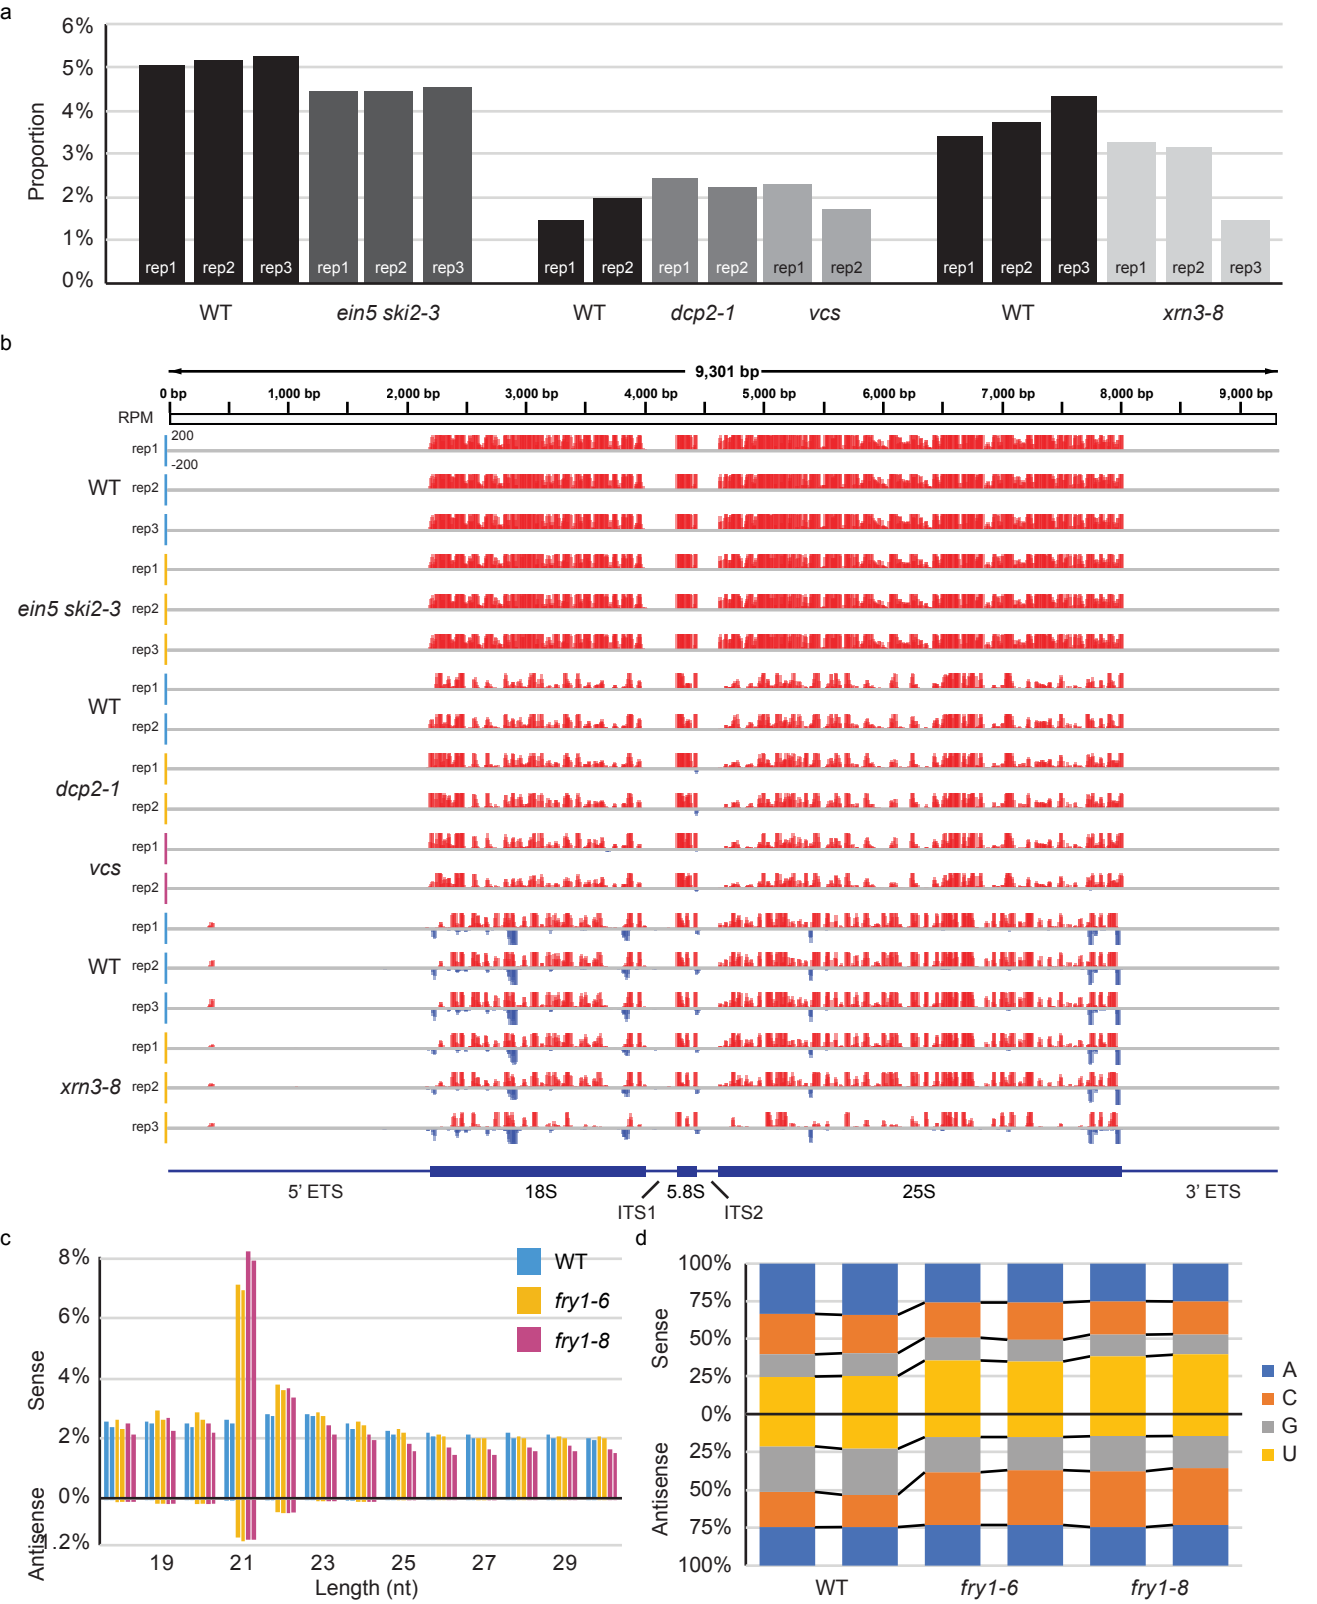 a
6%
5%
4%
3%
2%
1%
0%
Proportion
rep1 rep2 rep3 rep1 rep2 rep3 rep1 rep2 rep1 rep2 rep1 rep2 rep1 rep2 rep3 rep1 rep2 rep3
WT ein5 ski2-3 WT dcp2-1 vcs WT xrn3-8
b
9,301 bp
0 bp 1,000 bp 2,000 bp 3,000 bp 4,000 bp 5,000 bp 6,000 bp 7,000 bp 8,000 bp 9,000 bp
RPM
200
rep1
-200
WT rep2
rep3
rep1
ein5 ski2-3 rep2
rep3
rep1
WT
rep2
rep1
dcp2-1
rep2
rep1
vcs
rep2
rep1
WT rep2
rep3
rep1
xrn3-8 rep2
rep3
5' ETS 18S 5.8S 25S 3' ETS
ITS1 ITS2
c
8%
6%
4%
2%
0%
1.2%
Sense
Antisense
WT
fry1-6
fry1-8
19 21 23 25 27 29
Length (nt)
d
100%
75%
50%
25%
0%
25%
50%
75%
100%
Sense
Antisense
A
C
G
U
WT fry1-6 fry1-8